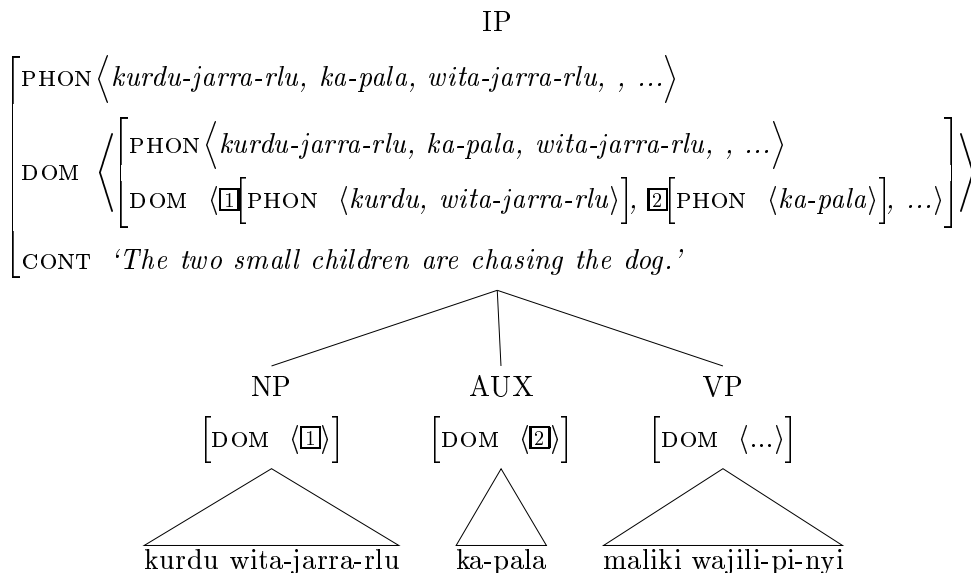 IP
PHON ⟨kurdu-jarra-rlu, ka-pala, wita-jarra-rlu, , ...⟩
PHON ⟨kurdu-jarra-rlu, ka-pala, wita-jarra-rlu, , ...⟩
DOM
DOM ⟨1[PHON ⟨kurdu, wita-jarra-rlu⟩], 2[PHON ⟨ka-pala⟩], ...⟩
CONT ‘The two small children are chasing the dog.’
NP AUX VP
[DOM ⟨1⟩] [DOM ⟨2⟩] [DOM ⟨...⟩]
kurdu wita-jarra-rlu ka-pala maliki wajili-pi-nyi